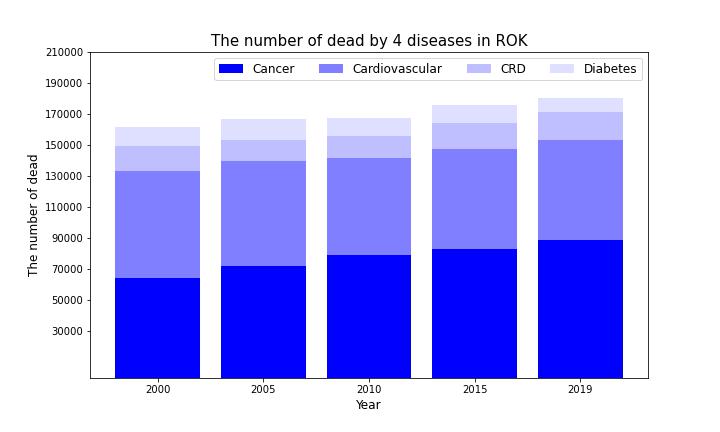 The number of dead by 4 diseases in ROK
Cancer Cardiovascular CRD Diabetes
210000
190000
170000
150000
130000
110000
90000
70000
50000
30000
The number of dead
2000 2005 2010 2015 2019
Year